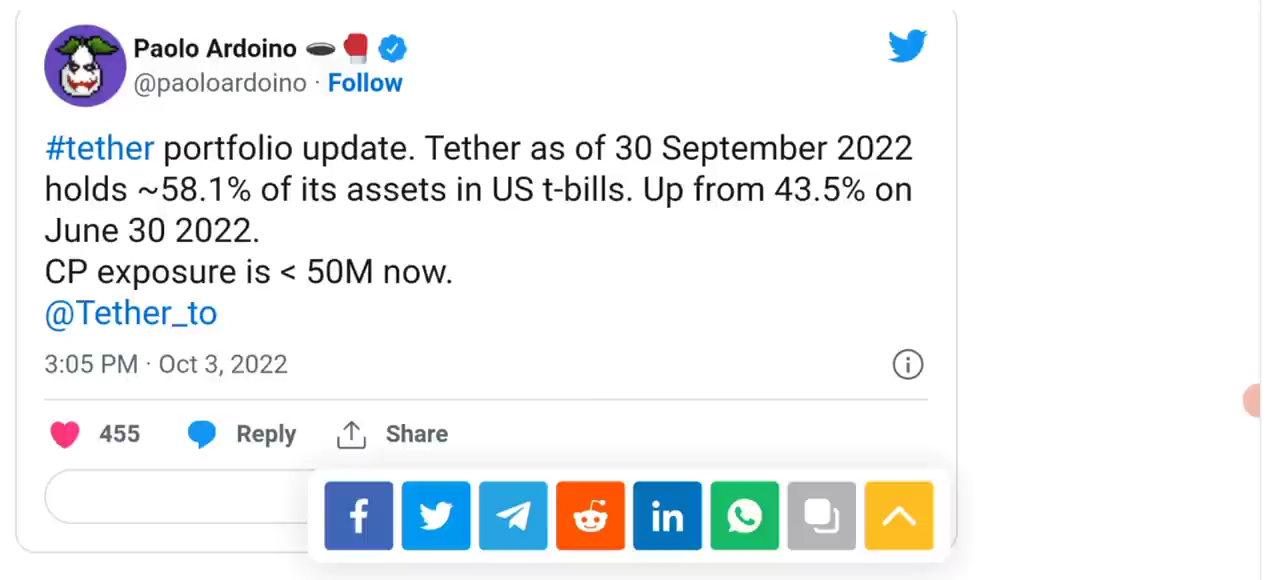 Paolo Ardoino
@paoloardoino · Follow
#tether portfolio update. Tether as of 30 September 2022
holds ~58.1% of its assets in US t-bills. Up from 43.5% on
June 30 2022.
CP exposure is < 50M now.
@Tether_to
3:05 PM · Oct 3, 2022
455 Reply Share